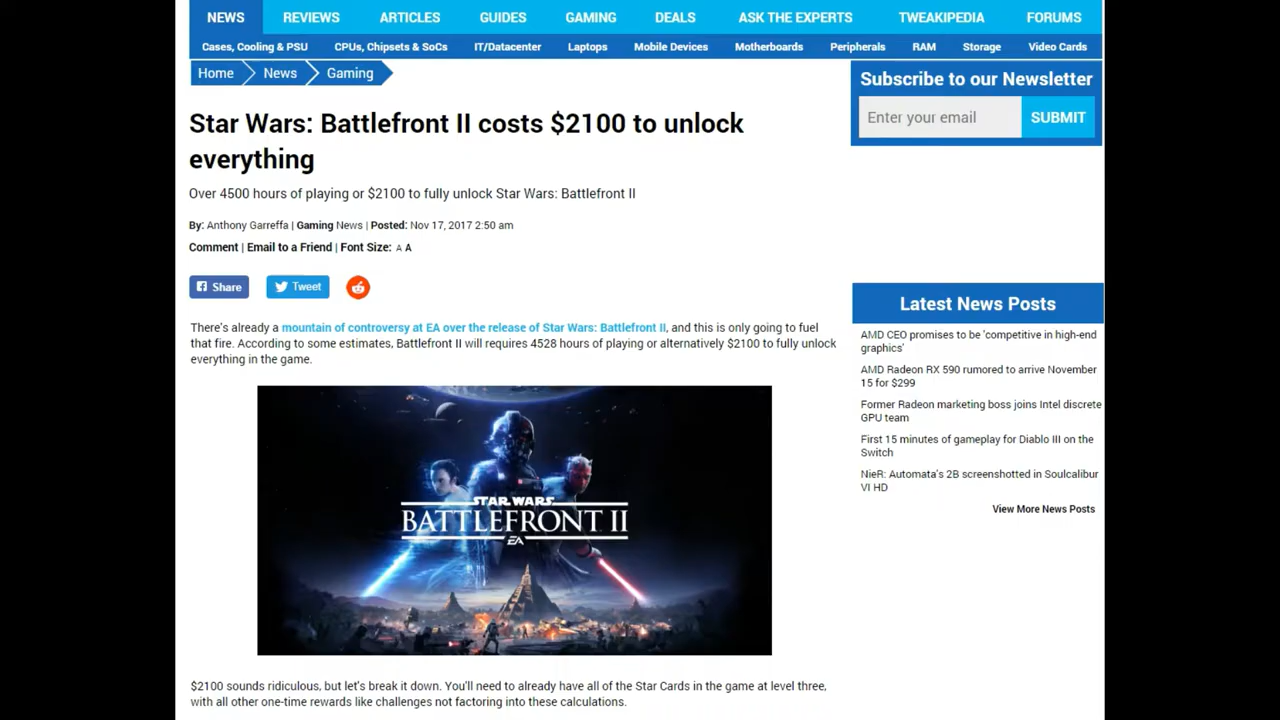 NEWS REVIEWS ARTICLES GUIDES GAMING DEALS ASK THE EXPERTS TWEAKIPEDIA FORUMS
Cases, Cooling & PSU CPUs, Chipsets & SoCs IT/Datacenter Laptops Mobile Devices Motherboards Peripherals RAM Storage Video Cards
Home News Gaming
Star Wars: Battlefront II costs $2100 to unlock
everything
Over 4500 hours of playing or $2100 to fully unlock Star Wars: Battlefront II
By: Anthony Garreffa | Gaming News | Posted: Nov 17, 2017 2:50 am
Comment | Email to a Friend | Font Size: A A
Share Tweet
There's already a mountain of controversy at EA over the release of Star Wars: Battlefront II, and this is only going to fuel
that fire. According to some estimates, Battlefront II will requires 4528 hours of playing or alternatively $2100 to fully unlock
everything in the game.
STAR WARS
BATTLEFRONT II
EA
$2100 sounds ridiculous, but let's break it down. You'll need to already have all of the Star Cards in the game at level three,
with all other one-time rewards like challenges not factoring into these calculations.
Subscribe to our Newsletter
Enter your email SUBMIT
Latest News Posts
AMD CEO promises to be 'competitive in high-end
graphics'
AMD Radeon RX 590 rumored to arrive November
15 for $299
Former Radeon marketing boss joins Intel discrete
GPU team
First 15 minutes of gameplay for Diablo III on the
Switch
NieR: Automata's 2B screenshotted in Soulcalibur
VI HD
View More News Posts